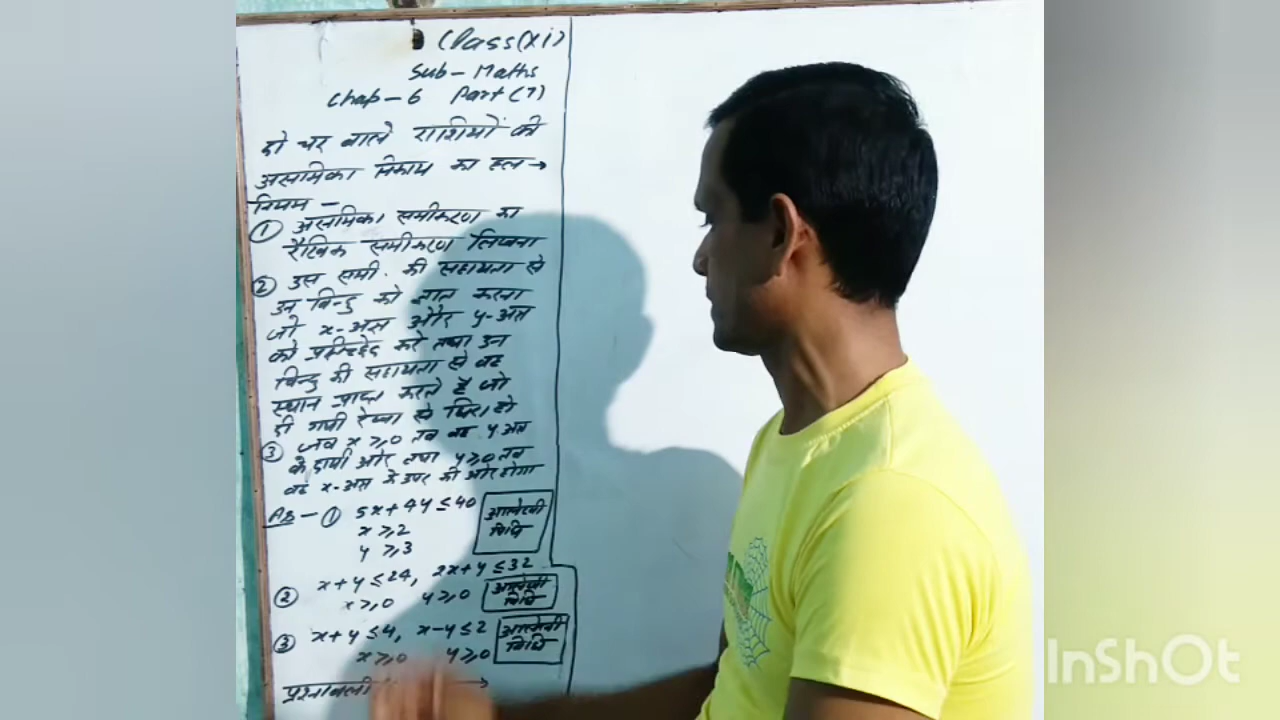 Class(xi)
Sub - Maths
Chap - 6 Part (7)
दो चर वाले राशियों की
असमिका निकाय का हल →
नियम -
① असमिका समीकरण का
रैखिक समीकरण लिखना
② उस समी. की सहायता से
उन बिन्दु को ज्ञात करना
जो x-अक्ष और y-अक्ष
को प्रतिच्छेद करे तथा उन
बिन्दु की सहायता से वह
स्थान प्राप्त करते है जो
दी गयी रेखा से घिरा हो
③ जब x ≥ 0 तब वह y अक्ष
के दायी ओर तथा y ≥ 0 तब
वह x-अक्ष के उपर की ओर होगा
① 5x + 4y ≤ 40 आलेखी
x ≥ 2 विधि
y ≥ 3
② x + y ≤ 24, 2x + y ≤ 32 आलेखी
x ≥ 0 y ≥ 0 विधि
③ x + y ≤ 4, x - y ≤ 2 आलेखी
x ≥ 0 y ≥ 0 विधि
प्रश्नावली →
InShOt